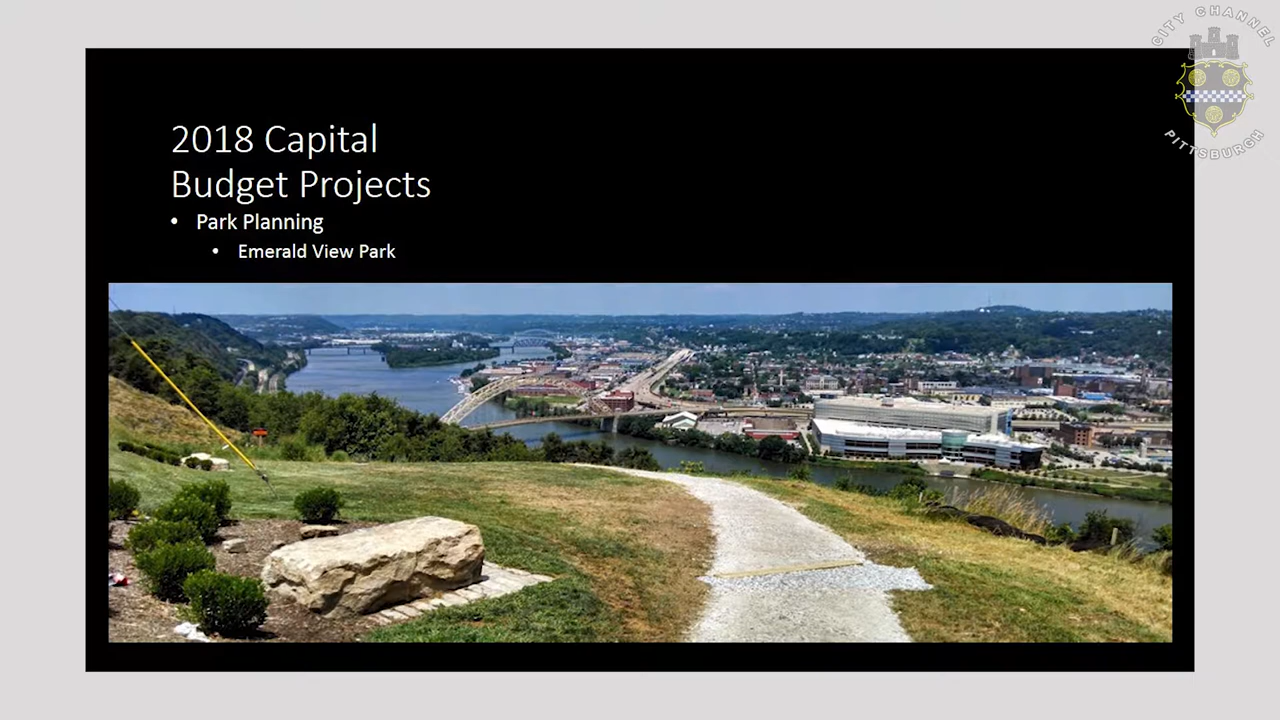 CITY CHANNEL
PITTSBURGH
2018 Capital
Budget Projects
• Park Planning
• Emerald View Park